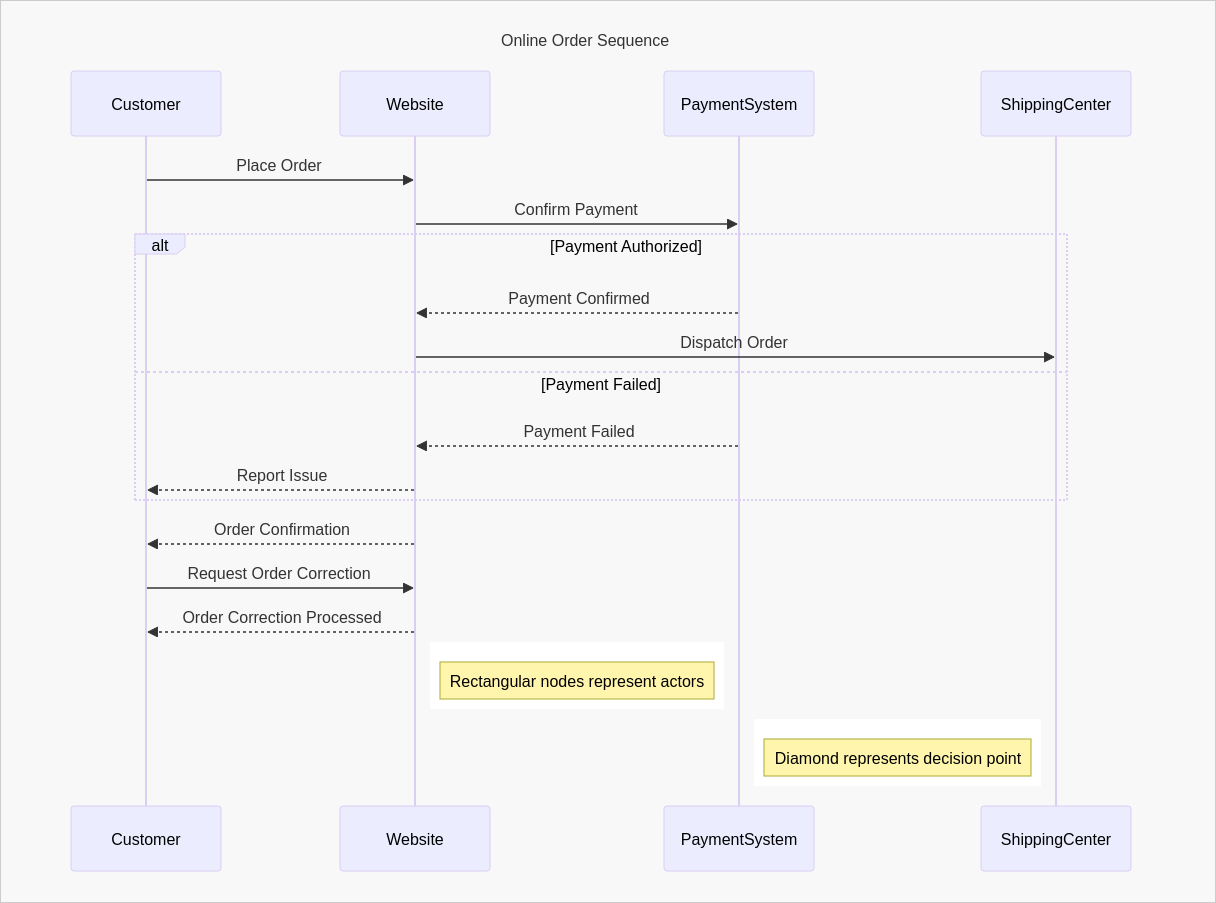 Online Order Sequence
Customer
Website
PaymentSystem
ShippingCenter
Place Order
Confirm Payment
alt
[Payment Authorized]
Payment Confirmed
Dispatch Order
[Payment Failed]
Payment Failed
Report Issue
Order Confirmation
Request Order Correction
Order Correction Processed
Rectangular nodes represent actors
Diamond represents decision point
Customer
Website
PaymentSystem
ShippingCenter